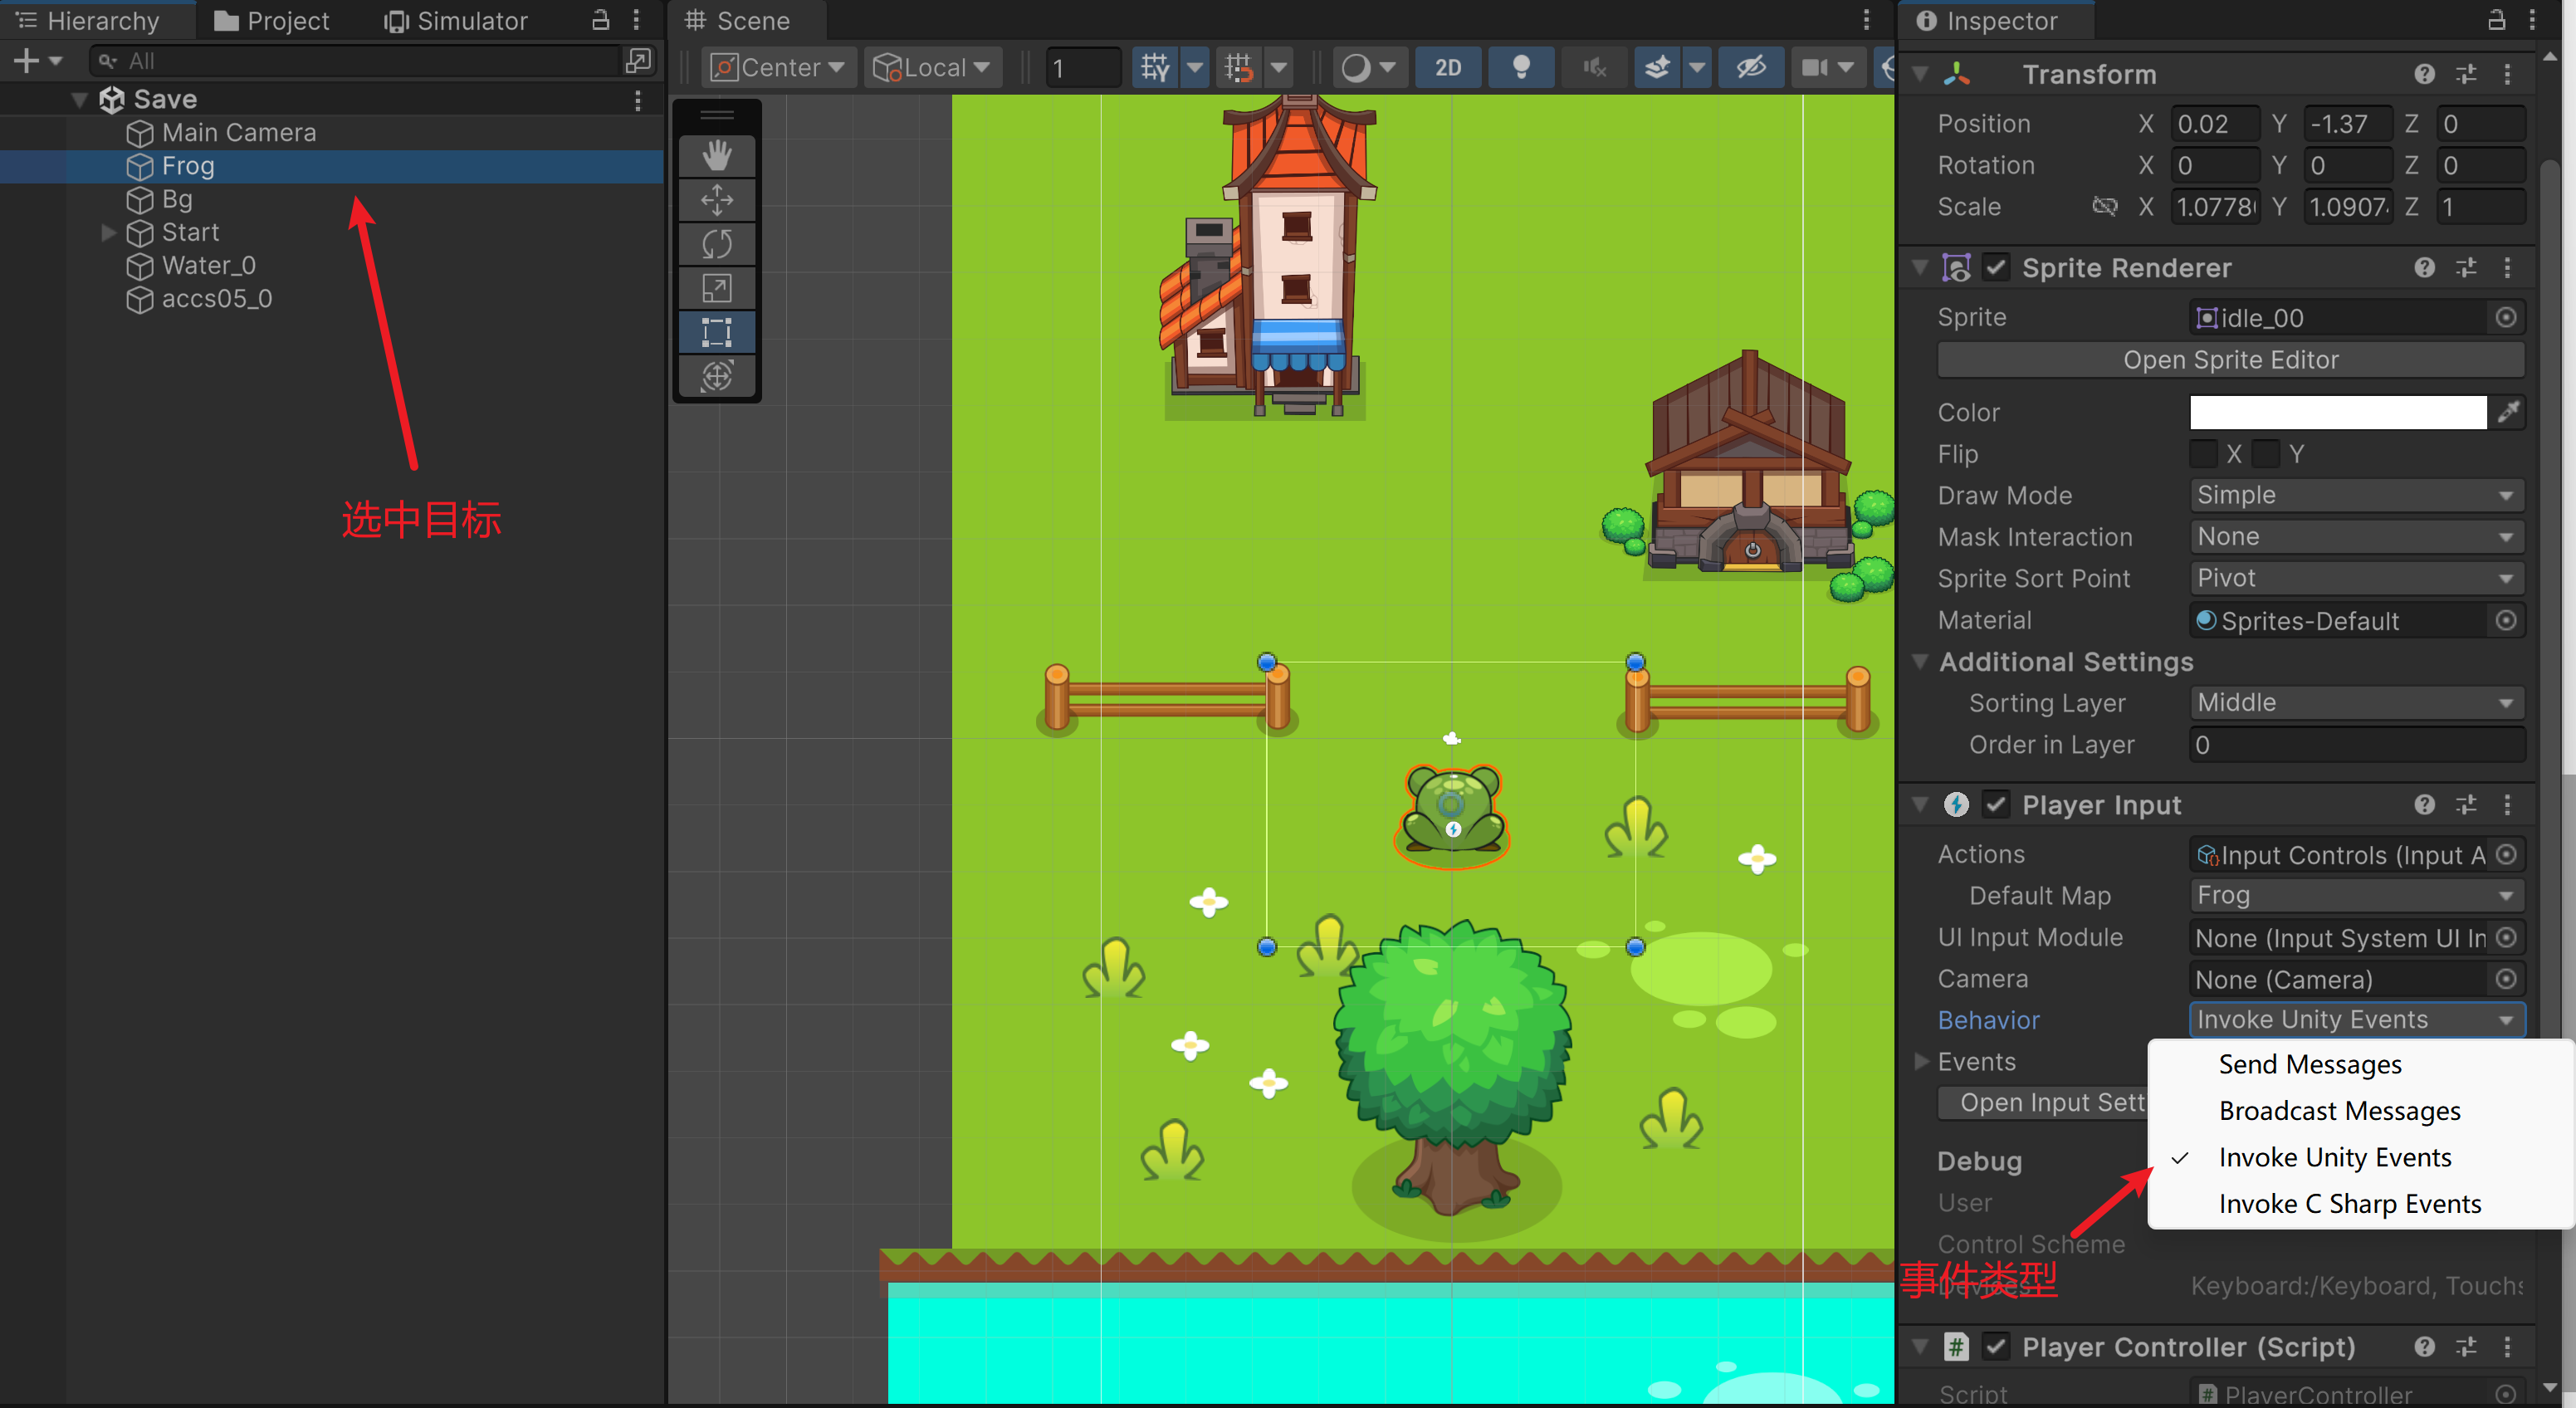 Hierarchy
Project
Simulator
All
Save
Main Camera
Frog
Bg
Start
Water_0
accs05_0
选中目标
Scene
Center
Local
1
2D
Inspector
Transform
Position X 0.02 Y -1.37 Z 0
Rotation X 0 Y 0 Z 0
Scale X 1.0778 Y 1.0907 Z 1
Sprite Renderer
Sprite idle_00
Open Sprite Editor
Color
Flip X Y
Draw Mode Simple
Mask Interaction None
Sprite Sort Point Pivot
Material Sprites-Default
Additional Settings
Sorting Layer Middle
Order in Layer 0
Player Input
Actions Input Controls (Input A
Default Map Frog
UI Input Module None (Input System UI In
Camera None (Camera)
Behavior Invoke Unity Events
Events
Open Input Sett
Send Messages
Broadcast Messages
Invoke Unity Events
Invoke C Sharp Events
Debug
User
Control Scheme
事件类型
Keyboard:/Keyboard, Touchs
Player Controller (Script)
Script PlayerController